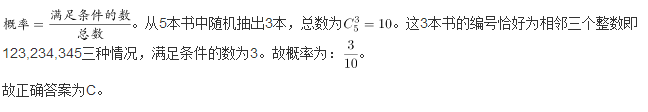 概率=满足条件的数/总数。从5本书中随机抽出3本，总数为C_5^3=10。这3本书的编号恰好为相邻三个整数即
123,234,345三种情况，满足条件的数为3。故概率为：3/10。
故正确答案为C。